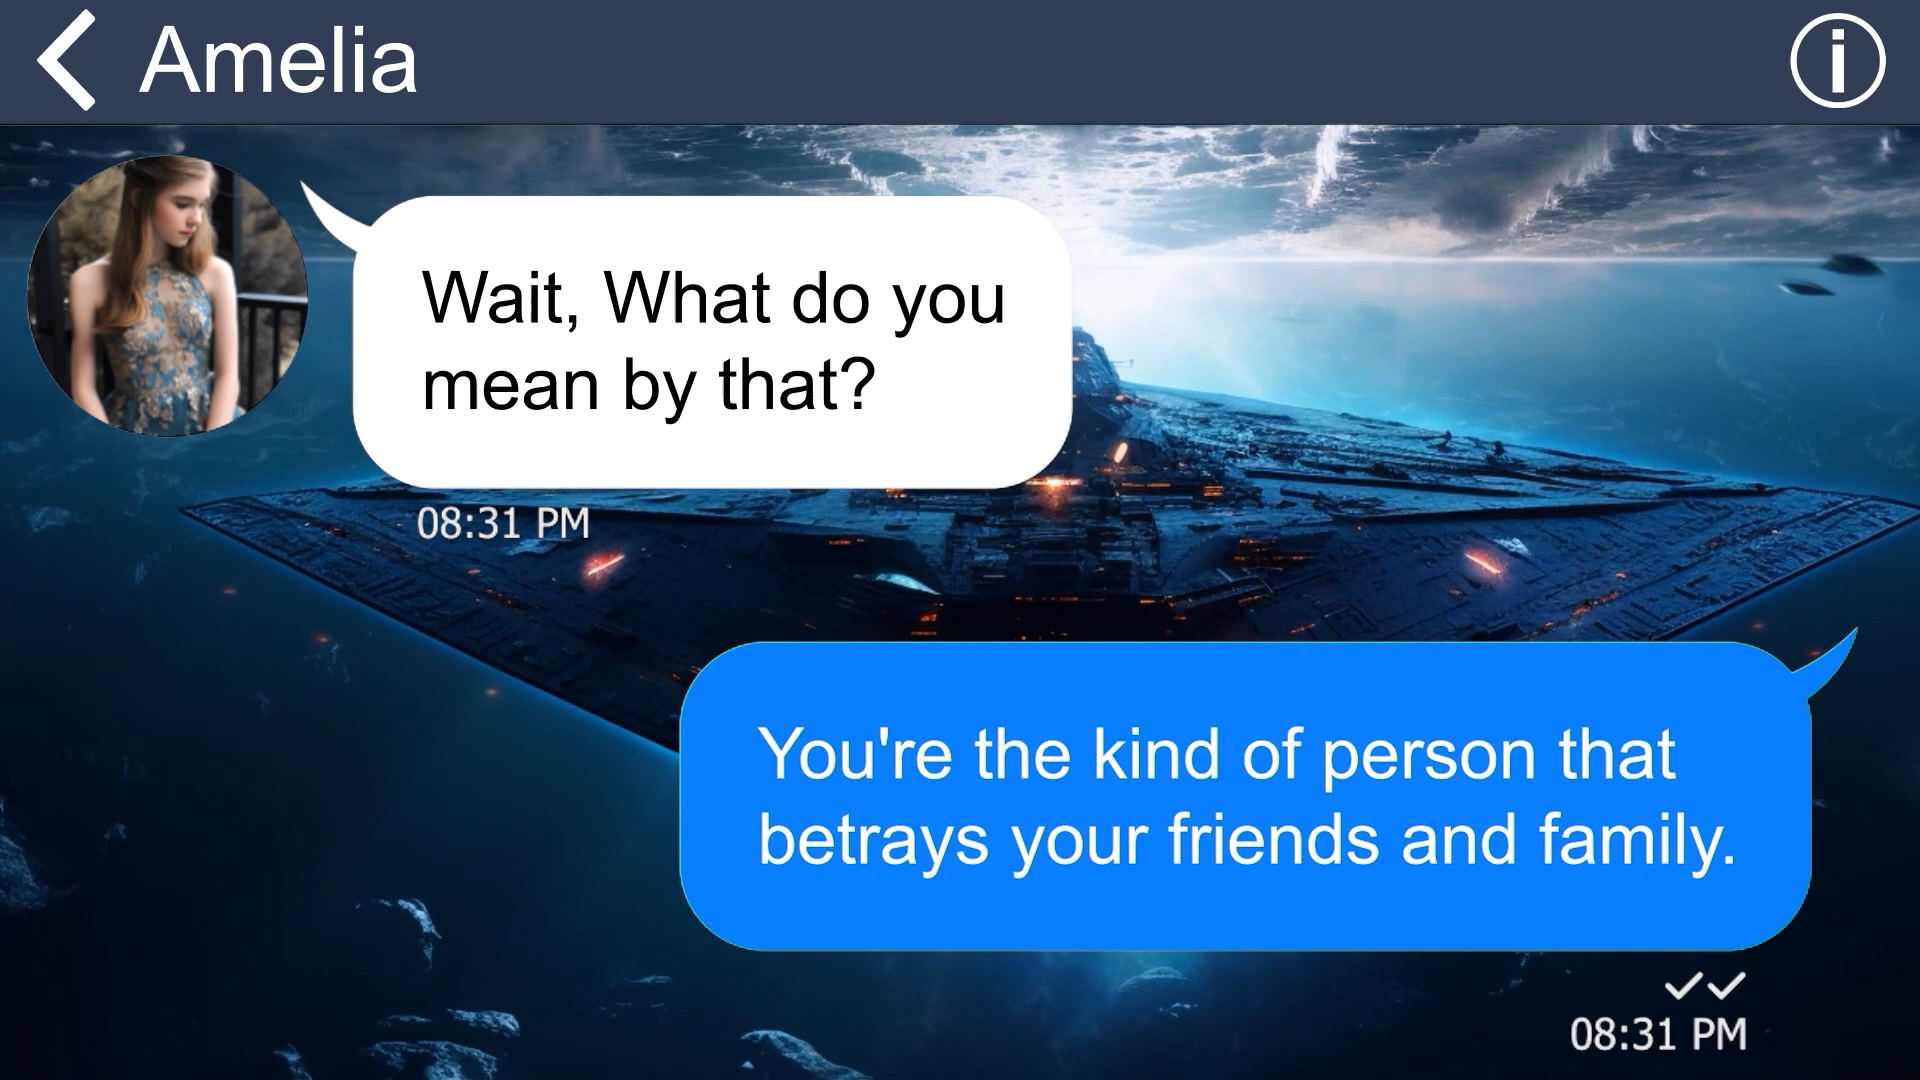 Amelia
Wait, What do you
mean by that?
08:31 PM
You're the kind of person that
betrays your friends and family.
08:31 PM